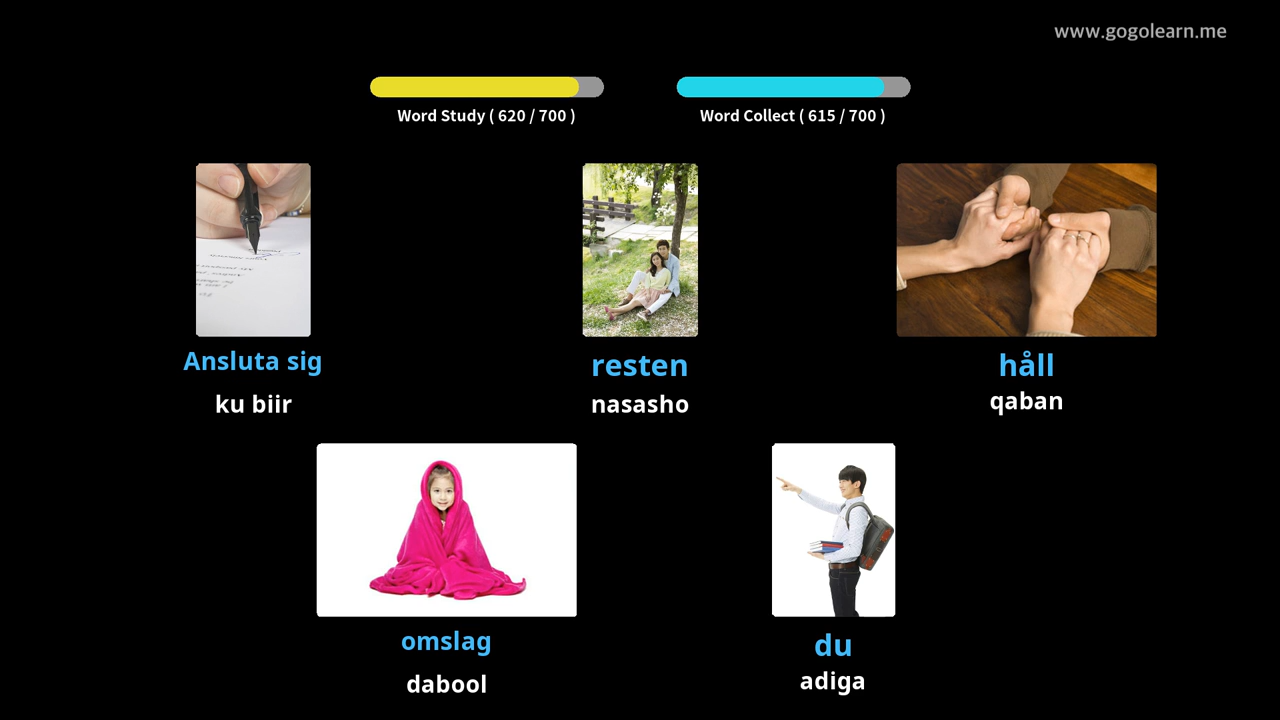 www.gogolearn.me
Word Study ( 620 / 700 )
Word Collect ( 615 / 700 )
Ansluta sig
ku biir
resten
nasasho
håll
qaban
omslag
dabool
du
adiga